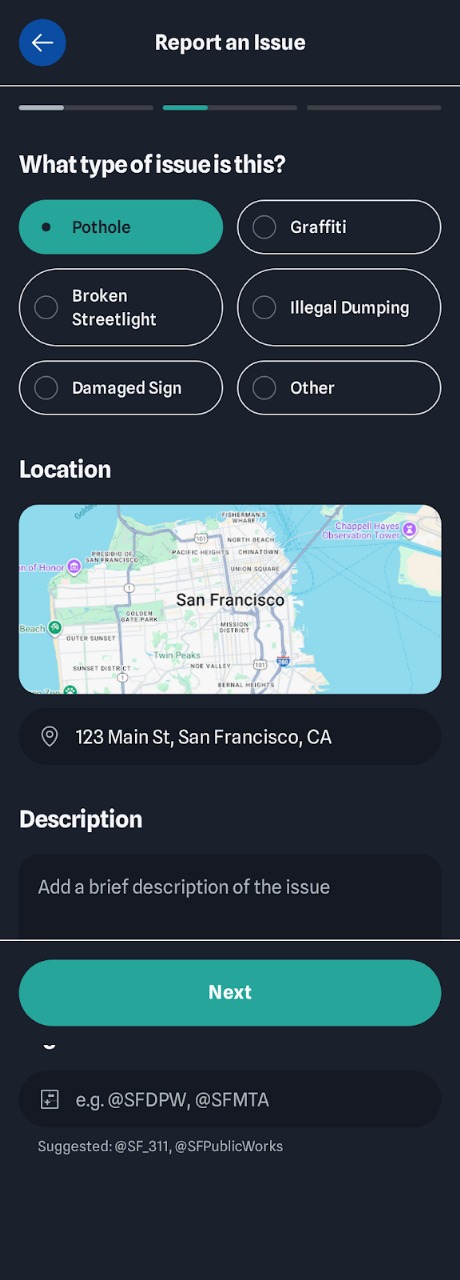 Report an Issue
What type of issue is this?
Pothole
Graffiti
Broken
Streetlight
Illegal Dumping
Damaged Sign
Other
Location
FISHERMAN'S
WHARF
Chappell Hayes
Observation Tower
101
NORTH BEACH
PRESIDIO OF
SAN FRANCISCO
PACIFIC HEIGHTS
CHINATOWN
n of Honor
UNION SQUARE
1
San Francisco
GOLDEN
GATE PARK
Beach
MISSION
DISTRICT
OUTER SUNSET
Twin Peaks
SUNSET DISTRICT
NOE VALLEY
101
280
1
BERNAL HEIGHTS
123 Main St, San Francisco, CA
Description
Add a brief description of the issue
Next
e.g. @SFDPW, @SFMTA
Suggested: @SF_311, @SFPublicWorks